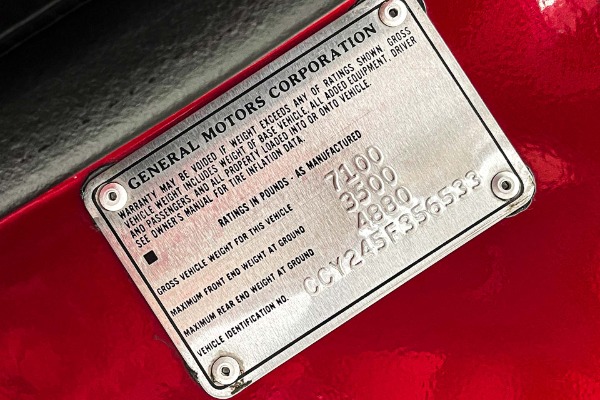 GENERAL MOTORS CORPORATION
WARRANTY MAY BE VOIDED IF WEIGHT EXCEEDS ANY OF RATINGS SHOWN. GROSS
VEHICLE WEIGHT INCLUDES WEIGHT OF BASE VEHICLE, ALL ADDED EQUIPMENT, DRIVER
AND PASSENGERS, AND ALL PROPERTY LOADED INTO OR ONTO VEHICLE.
SEE OWNER'S MANUAL FOR TIRE INFLATION DATA.
RATINGS IN POUNDS - AS MANUFACTURED
GROSS VEHICLE WEIGHT FOR THIS VEHICLE 7100
MAXIMUM FRONT END WEIGHT AT GROUND 3500
MAXIMUM REAR END WEIGHT AT GROUND 4880
VEHICLE IDENTIFICATION NO. CCY245F356533